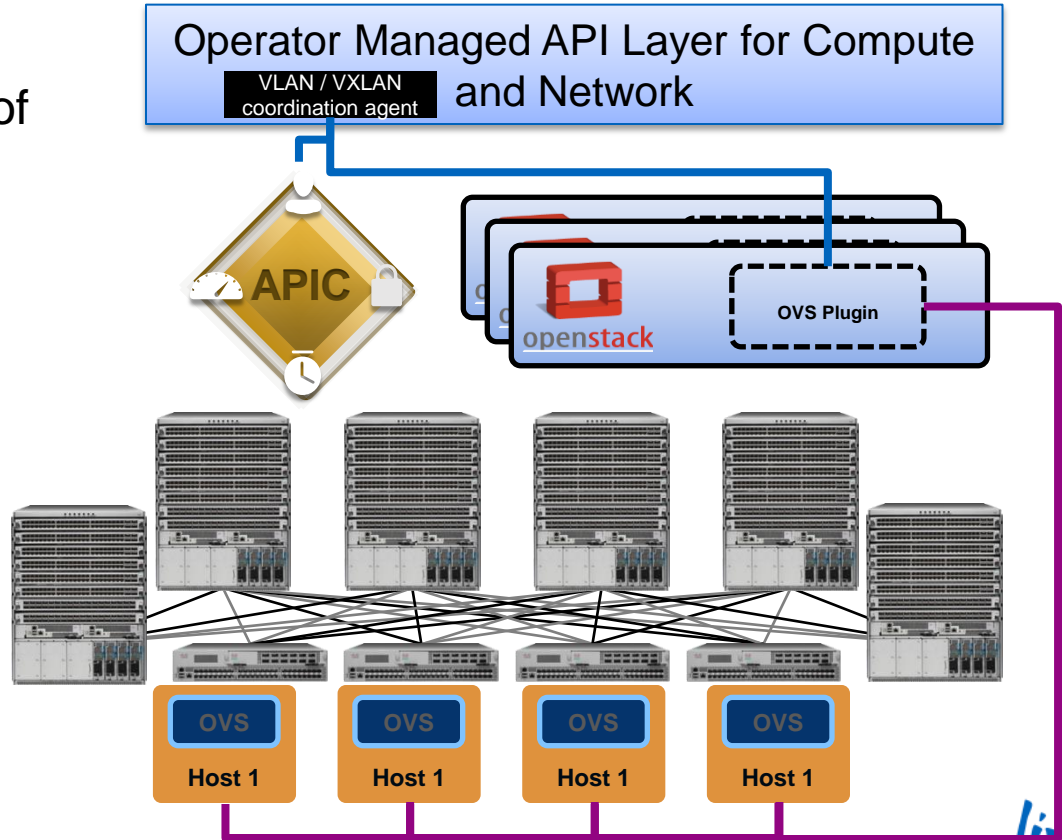 Operator Managed API Layer for Compute
and Network
VLAN / VXLAN
coordination agent
of
APIC
openstack
OVS Plugin
OVS
OVS
OVS
OVS
Host 1
Host 1
Host 1
Host 1